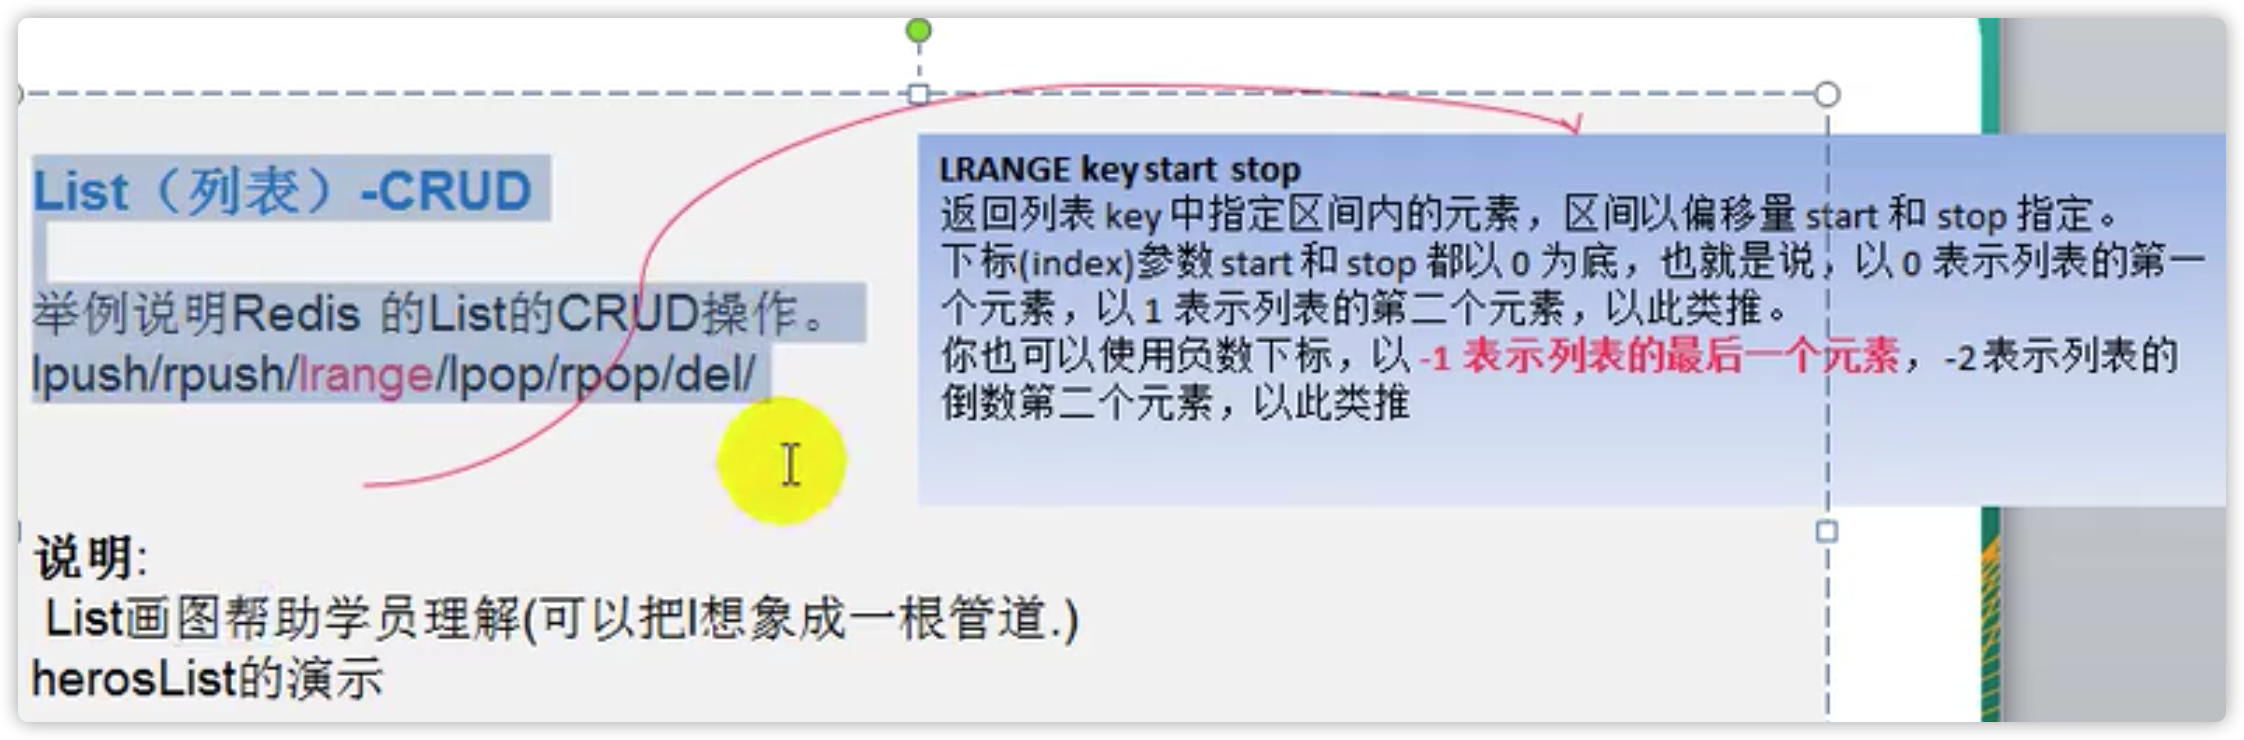 List（列表）-CRUD
举例说明Redis 的List的CRUD操作。
lpush/rpush/lrange/lpop/rpop/del/
说明:
List画图帮助学员理解(可以把l想象成一根管道.)
herosList的演示
LRANGE key start stop
返回列表 key 中指定区间内的元素，区间以偏移量 start 和 stop 指定。
下标(index)参数 start 和 stop 都以 0 为底，也就是说，以 0 表示列表的第一
个元素，以 1 表示列表的第二个元素，以此类推。
你也可以使用负数下标，以 -1 表示列表的最后一个元素，-2 表示列表的
倒数第二个元素，以此类推